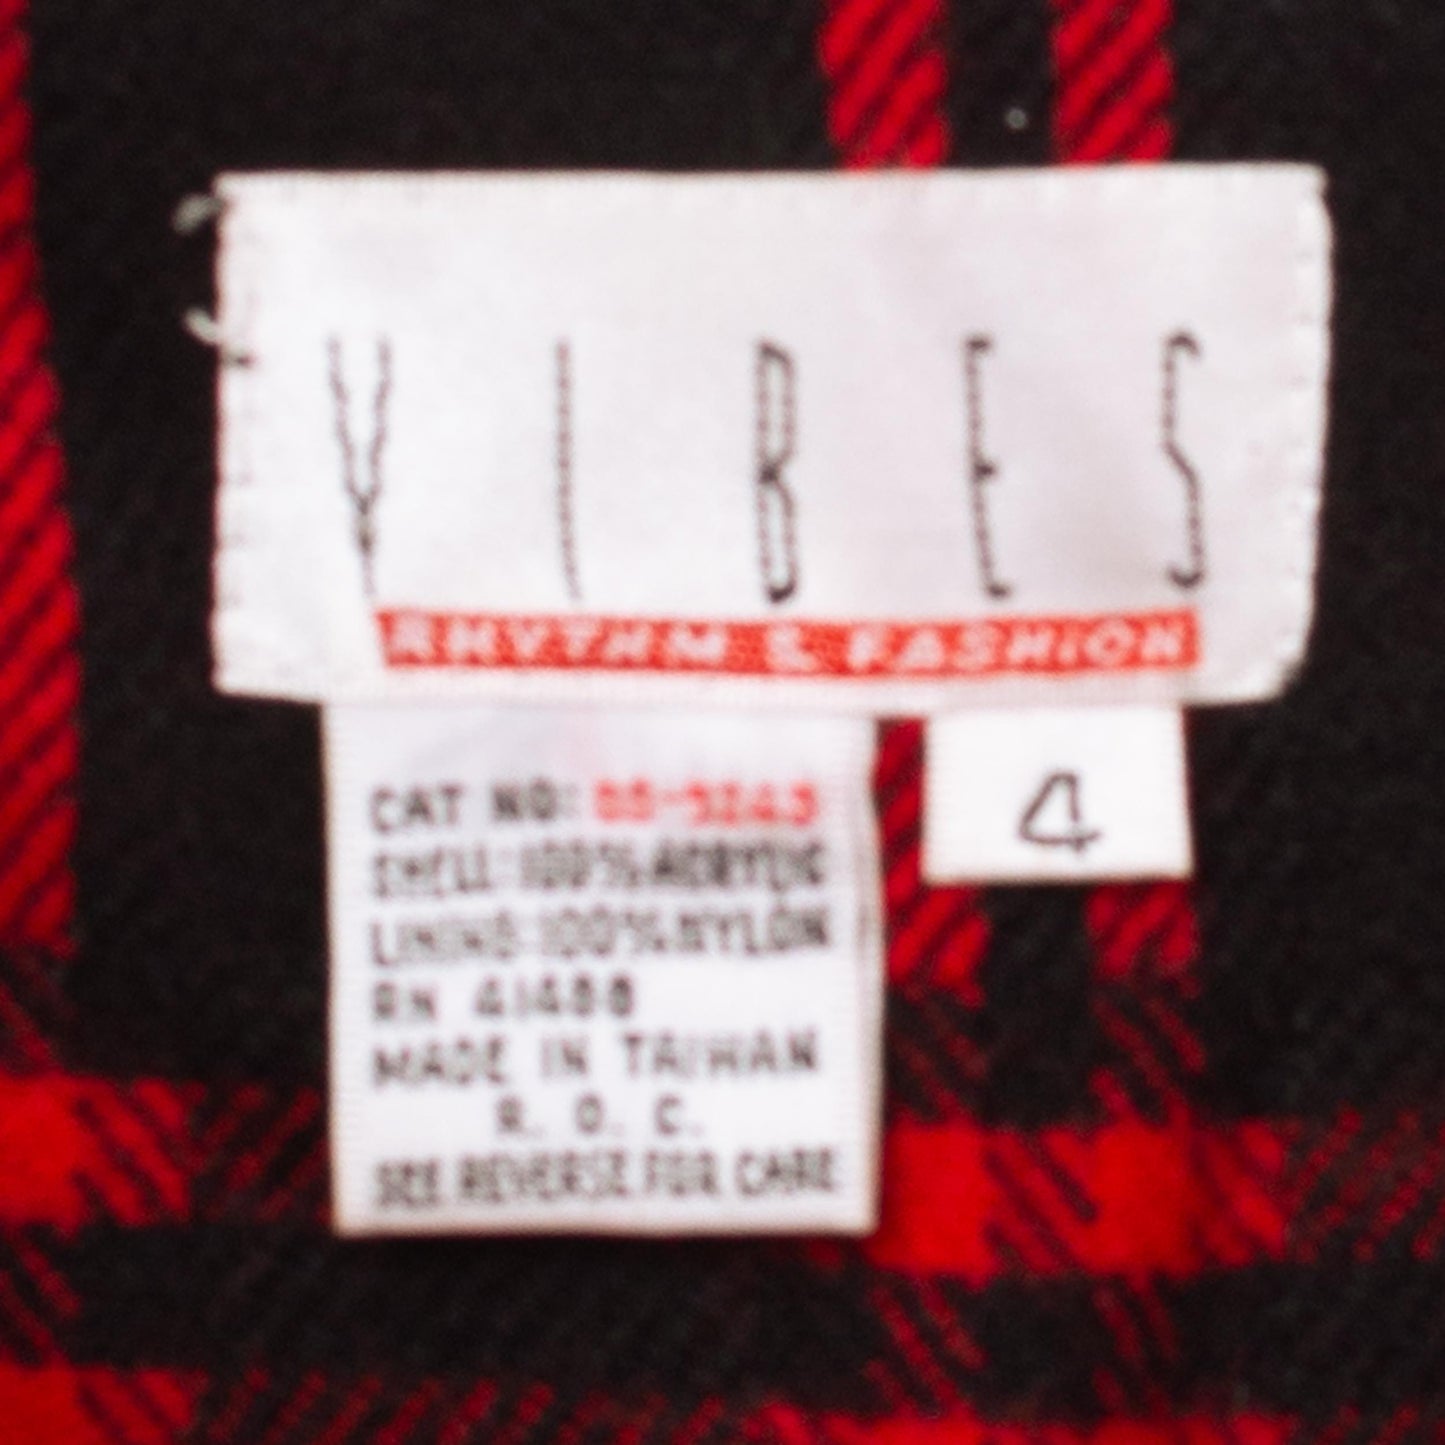 VIBES
RHYTHM & FASHION
4
CAT NO:
SHELL:100%ACRYLIC
LINING:100%NYLON
RN 41488
MADE IN TAIWAN
R. O. C.
SEE REVERSE FOR CARE